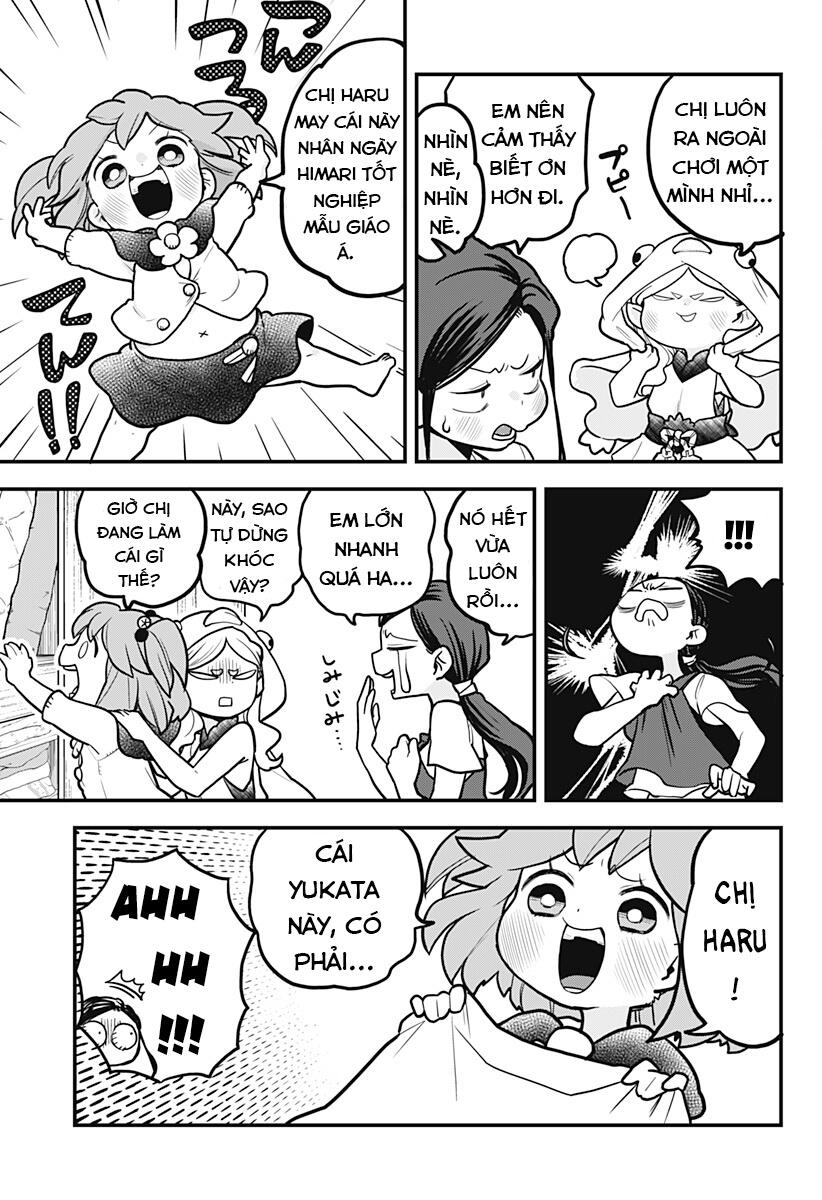 CHỊ LUÔN
RA NGOÀI
CHƠI MỘT
MÌNH NHỈ...
プピー
EM NÊN
CẢM THẤY
BIẾT ƠN
HƠN ĐI.
NHÌN
NÈ,
NHÌN
NÈ.
CHỊ HARU
MAY CÁI NÀY
NHÂN NGÀY
HIMARI TỐT
NGHIỆP
MẪU GIÁO
Á.
!!!
NÓ HẾT
VỪA
LUÔN
RỒI...
EM LỚN
NHANH
QUÁ HA...
しみじみ…
NÀY, SAO
TỰ DỪNG
KHÓC
VẬY?
GIỜ CHỊ
ĐANG LÀM
CÁI GÌ
THẾ?
CHỊ
HARU
!
CÁI
YUKATA
NÀY, CÓ
PHẢI...
AHH
HH
!!!